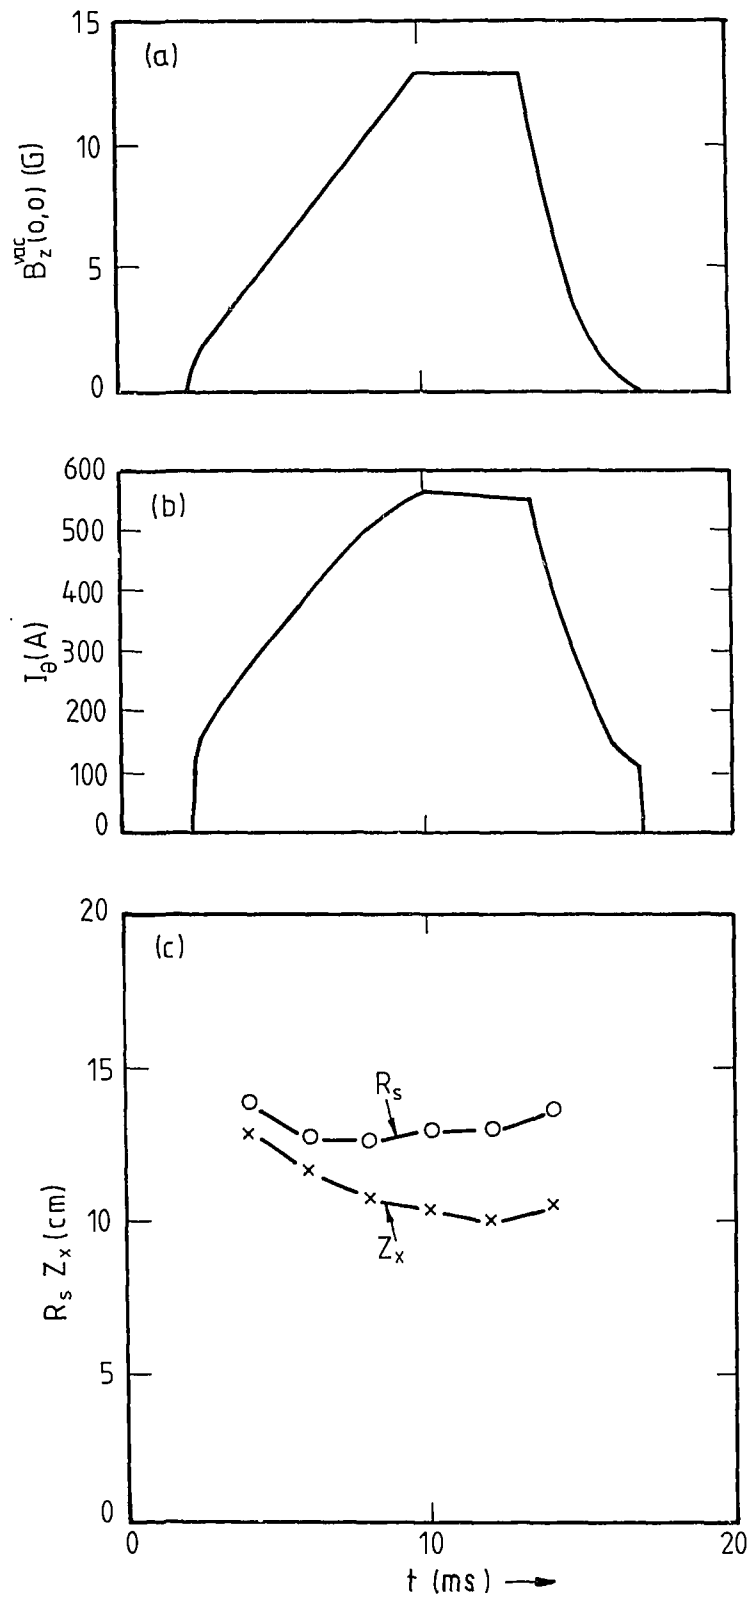 15
(a)
10
5
0
B_z^vac (0,0) (G)
600
(b)
500
400
300
200
100
0
I_θ (A)
20
(c)
15
R_s
10
Z_x
5
0
R_s Z_x (cm)
0 10 20
t (ms) →